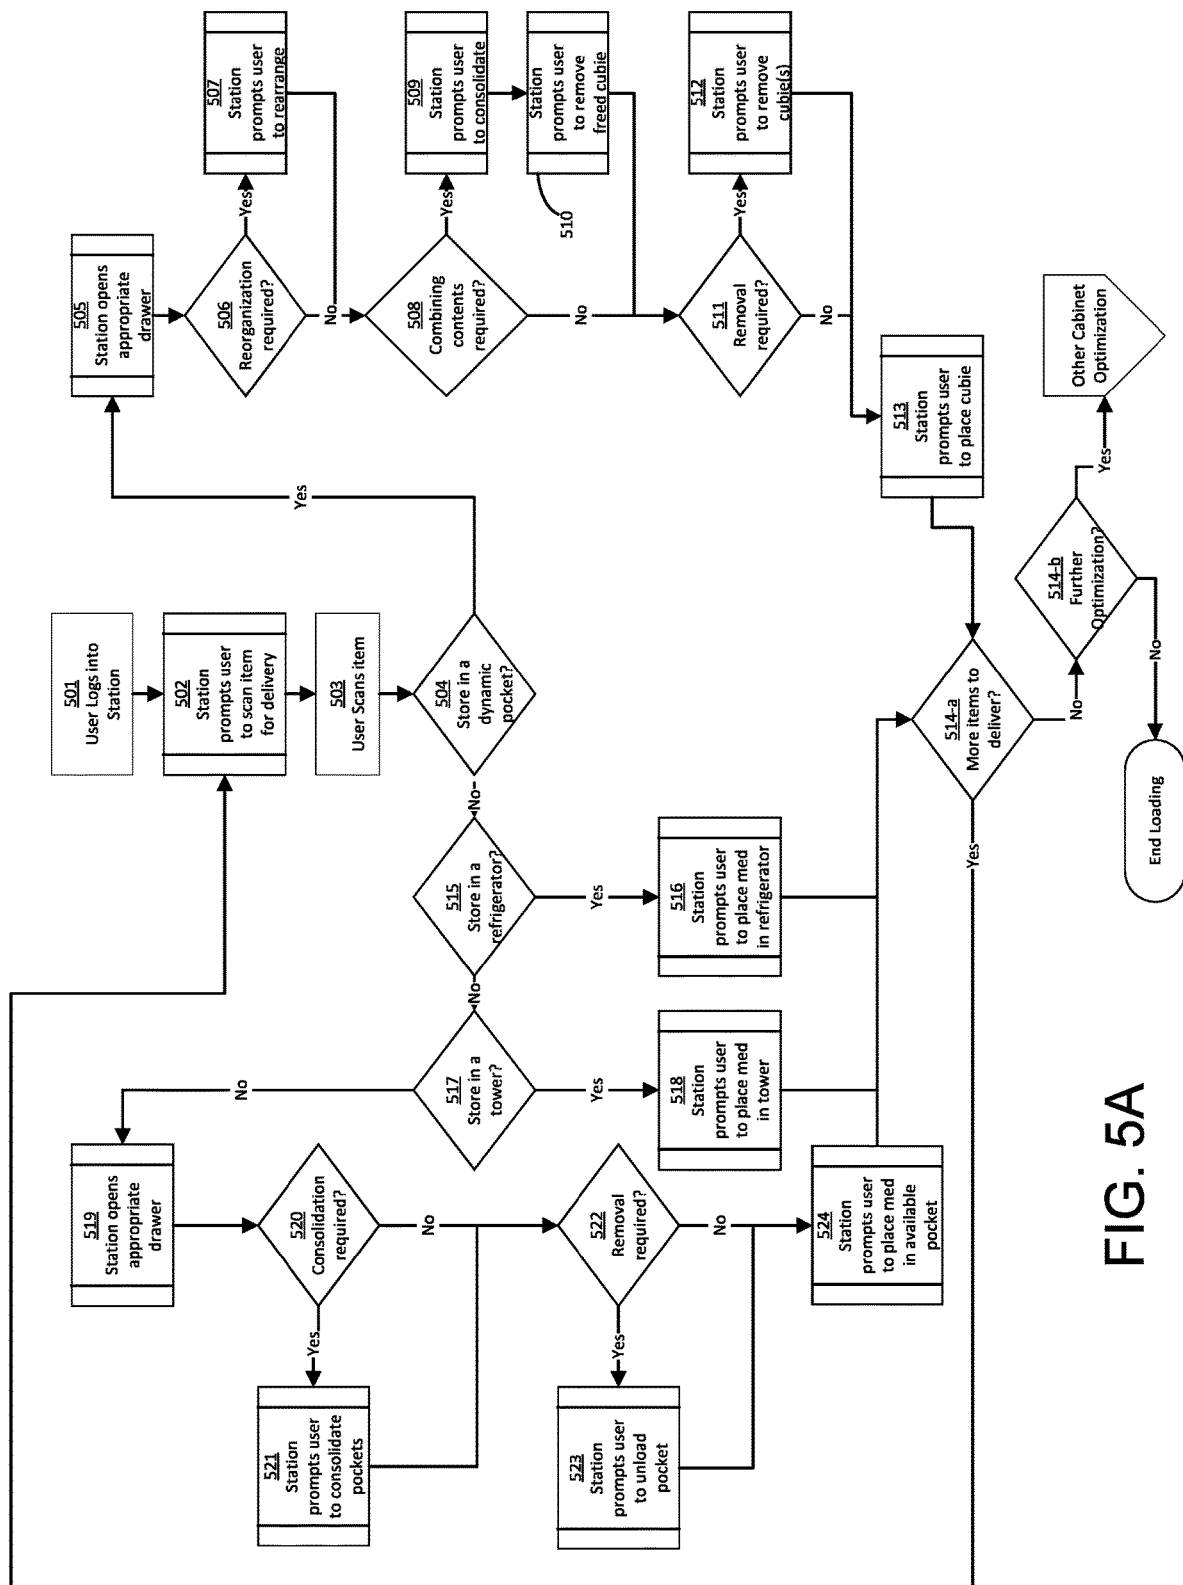 501
User Logs into
Station
502
Station
prompts user
to scan item
for delivery
503
User Scans item
504
Store in a
dynamic
pocket?
Yes
No
505
Station opens
appropriate
drawer
506
Reorganization
required?
Yes
507
Station
prompts user
to rearrange
No
508
Combining
contents
required?
Yes
509
Station
prompts user
to consolidate
Station
prompts user
to remove
freed cubie
510
No
511
Removal
required?
Yes
512
Station
prompts user
to remove
cubie(s)
No
513
Station
prompts user
to place cubie
515
Store in a
refrigerator?
Yes
516
Station
prompts user
to place med
in refrigerator
No
517
Store in a
tower?
Yes
518
Station
prompts user
to place med
in tower
No
519
Station opens
appropriate
drawer
520
Consolidation
required?
Yes
521
Station
prompts user
to consolidate
pockets
No
522
Removal
required?
Yes
523
Station
prompts user
to unload
pocket
No
524
Station
prompts user
to place med
in available
pocket
514-a
More items to
deliver?
Yes
No
514-b
Further
Optimization?
Yes
Other Cabinet
Optimization
No
End Loading
FIG. 5A